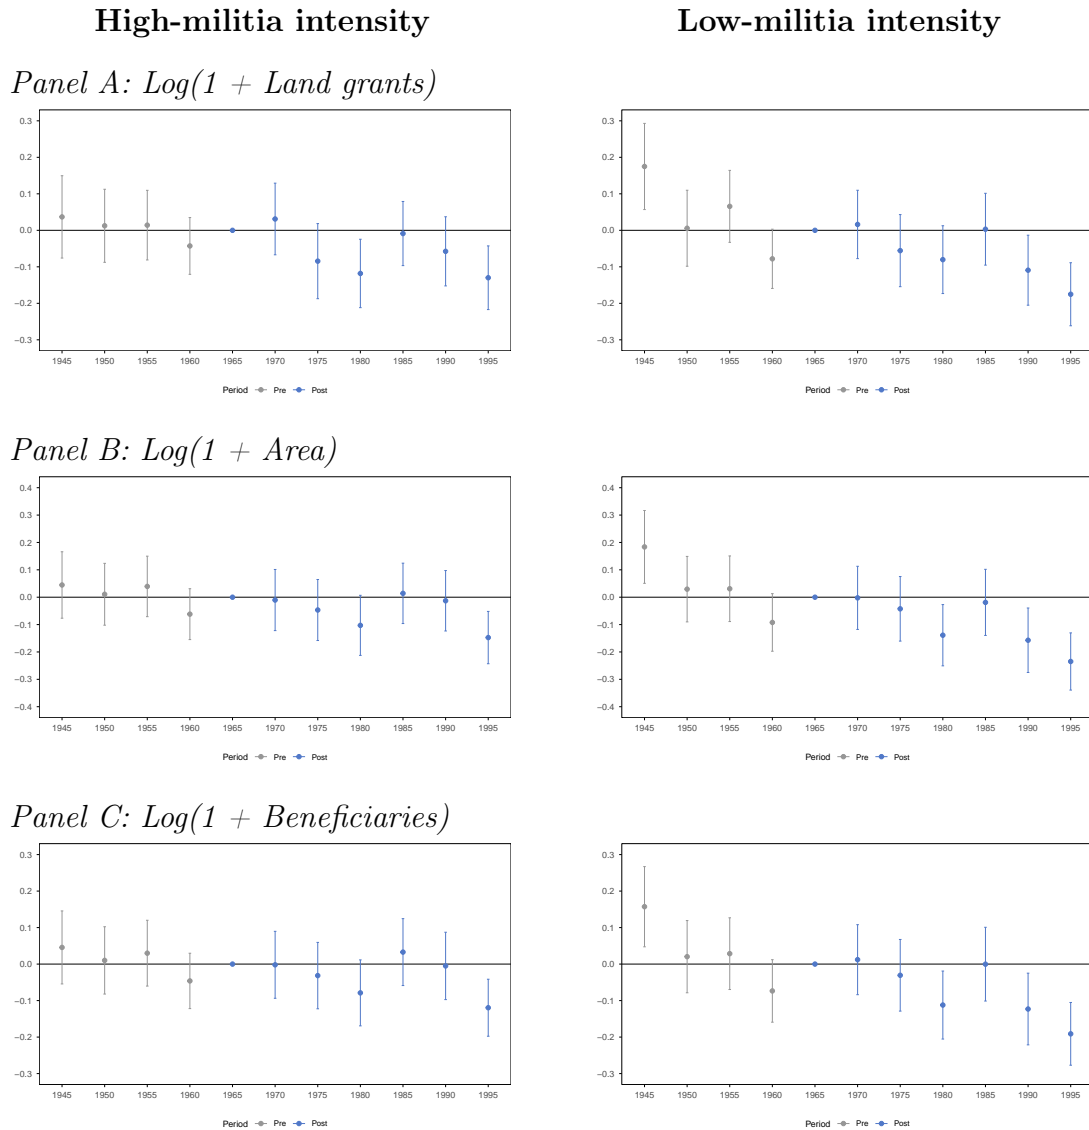 High-militia intensity
Low-militia intensity
Panel A: Log(1 + Land grants)
0.3
0.2
0.1
0.0
−0.1
−0.2
−0.3
1945 1950 1955 1960 1965 1970 1975 1980 1985 1990 1995
Period Pre Post
0.3
0.2
0.1
0.0
−0.1
−0.2
−0.3
1945 1950 1955 1960 1965 1970 1975 1980 1985 1990 1995
Period Pre Post
Panel B: Log(1 + Area)
0.4
0.3
0.2
0.1
0.0
−0.1
−0.2
−0.3
−0.4
1945 1950 1955 1960 1965 1970 1975 1980 1985 1990 1995
Period Pre Post
0.4
0.3
0.2
0.1
0.0
−0.1
−0.2
−0.3
−0.4
1945 1950 1955 1960 1965 1970 1975 1980 1985 1990 1995
Period Pre Post
Panel C: Log(1 + Beneficiaries)
0.3
0.2
0.1
0.0
−0.1
−0.2
−0.3
1945 1950 1955 1960 1965 1970 1975 1980 1985 1990 1995
Period Pre Post
0.3
0.2
0.1
0.0
−0.1
−0.2
−0.3
1945 1950 1955 1960 1965 1970 1975 1980 1985 1990 1995
Period Pre Post